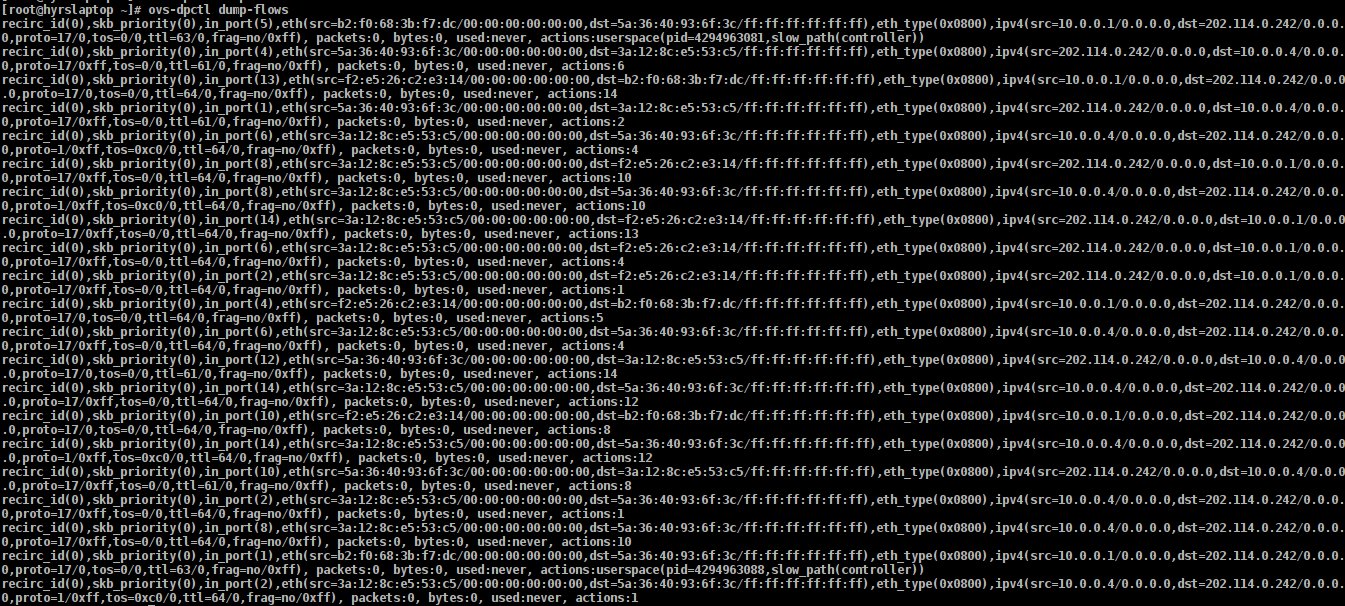 [root@hyrslaptop ~]# ovs-dpctl dump-flows
recirc_id(0),skb_priority(0),in_port(5),eth(src=b2:f0:68:3b:f7:dc/00:00:00:00:00:00,dst=5a:36:40:93:6f:3c/ff:ff:ff:ff:ff:ff),eth_type(0x0800),ipv4(src=10.0.0.1/0.0.0.0,dst=202.114.0.242/0.0.0.
0,proto=17/0,tos=0/0,ttl=63/0,frag=no/0xff), packets:0, bytes:0, used:never, actions:userspace(pid=4294963081,slow_path(controller))
recirc_id(0),skb_priority(0),in_port(4),eth(src=5a:36:40:93:6f:3c/00:00:00:00:00:00,dst=3a:12:8c:e5:53:c5/ff:ff:ff:ff:ff:ff),eth_type(0x0800),ipv4(src=202.114.0.242/0.0.0.0,dst=10.0.0.4/0.0.0.
0,proto=17/0xff,tos=0/0,ttl=61/0,frag=no/0xff), packets:0, bytes:0, used:never, actions:6
recirc_id(0),skb_priority(0),in_port(13),eth(src=f2:e5:26:c2:e3:14/00:00:00:00:00:00,dst=b2:f0:68:3b:f7:dc/ff:ff:ff:ff:ff:ff),eth_type(0x0800),ipv4(src=10.0.0.1/0.0.0.0,dst=202.114.0.242/0.0.0
.0,proto=17/0,tos=0/0,ttl=64/0,frag=no/0xff), packets:0, bytes:0, used:never, actions:14
recirc_id(0),skb_priority(0),in_port(1),eth(src=5a:36:40:93:6f:3c/00:00:00:00:00:00,dst=3a:12:8c:e5:53:c5/ff:ff:ff:ff:ff:ff),eth_type(0x0800),ipv4(src=202.114.0.242/0.0.0.0,dst=10.0.0.4/0.0.0.
0,proto=17/0xff,tos=0/0,ttl=61/0,frag=no/0xff), packets:0, bytes:0, used:never, actions:2
recirc_id(0),skb_priority(0),in_port(6),eth(src=3a:12:8c:e5:53:c5/00:00:00:00:00:00,dst=5a:36:40:93:6f:3c/ff:ff:ff:ff:ff:ff),eth_type(0x0800),ipv4(src=10.0.0.4/0.0.0.0,dst=202.114.0.242/0.0.0.
0,proto=1/0xff,tos=0xc0/0,ttl=64/0,frag=no/0xff), packets:0, bytes:0, used:never, actions:4
recirc_id(0),skb_priority(0),in_port(8),eth(src=3a:12:8c:e5:53:c5/00:00:00:00:00:00,dst=f2:e5:26:c2:e3:14/ff:ff:ff:ff:ff:ff),eth_type(0x0800),ipv4(src=202.114.0.242/0.0.0.0,dst=10.0.0.1/0.0.0.
0,proto=17/0xff,tos=0/0,ttl=64/0,frag=no/0xff), packets:0, bytes:0, used:never, actions:10
recirc_id(0),skb_priority(0),in_port(8),eth(src=3a:12:8c:e5:53:c5/00:00:00:00:00:00,dst=5a:36:40:93:6f:3c/ff:ff:ff:ff:ff:ff),eth_type(0x0800),ipv4(src=10.0.0.4/0.0.0.0,dst=202.114.0.242/0.0.0.
0,proto=1/0xff,tos=0xc0/0,ttl=64/0,frag=no/0xff), packets:0, bytes:0, used:never, actions:10
recirc_id(0),skb_priority(0),in_port(14),eth(src=3a:12:8c:e5:53:c5/00:00:00:00:00:00,dst=f2:e5:26:c2:e3:14/ff:ff:ff:ff:ff:ff),eth_type(0x0800),ipv4(src=202.114.0.242/0.0.0.0,dst=10.0.0.1/0.0.0
.0,proto=17/0xff,tos=0/0,ttl=64/0,frag=no/0xff), packets:0, bytes:0, used:never, actions:13
recirc_id(0),skb_priority(0),in_port(6),eth(src=3a:12:8c:e5:53:c5/00:00:00:00:00:00,dst=f2:e5:26:c2:e3:14/ff:ff:ff:ff:ff:ff),eth_type(0x0800),ipv4(src=202.114.0.242/0.0.0.0,dst=10.0.0.1/0.0.0.
0,proto=17/0xff,tos=0/0,ttl=64/0,frag=no/0xff), packets:0, bytes:0, used:never, actions:4
recirc_id(0),skb_priority(0),in_port(2),eth(src=3a:12:8c:e5:53:c5/00:00:00:00:00:00,dst=f2:e5:26:c2:e3:14/ff:ff:ff:ff:ff:ff),eth_type(0x0800),ipv4(src=202.114.0.242/0.0.0.0,dst=10.0.0.1/0.0.0.
0,proto=17/0xff,tos=0/0,ttl=64/0,frag=no/0xff), packets:0, bytes:0, used:never, actions:1
recirc_id(0),skb_priority(0),in_port(4),eth(src=f2:e5:26:c2:e3:14/00:00:00:00:00:00,dst=b2:f0:68:3b:f7:dc/ff:ff:ff:ff:ff:ff),eth_type(0x0800),ipv4(src=10.0.0.1/0.0.0.0,dst=202.114.0.242/0.0.0.
0,proto=17/0,tos=0/0,ttl=64/0,frag=no/0xff), packets:0, bytes:0, used:never, actions:5
recirc_id(0),skb_priority(0),in_port(6),eth(src=3a:12:8c:e5:53:c5/00:00:00:00:00:00,dst=5a:36:40:93:6f:3c/ff:ff:ff:ff:ff:ff),eth_type(0x0800),ipv4(src=10.0.0.4/0.0.0.0,dst=202.114.0.242/0.0.0.
0,proto=17/0xff,tos=0/0,ttl=64/0,frag=no/0xff), packets:0, bytes:0, used:never, actions:4
recirc_id(0),skb_priority(0),in_port(12),eth(src=5a:36:40:93:6f:3c/00:00:00:00:00:00,dst=3a:12:8c:e5:53:c5/ff:ff:ff:ff:ff:ff),eth_type(0x0800),ipv4(src=202.114.0.242/0.0.0.0,dst=10.0.0.4/0.0.0
.0,proto=17/0xff,tos=0/0,ttl=61/0,frag=no/0xff), packets:0, bytes:0, used:never, actions:14
recirc_id(0),skb_priority(0),in_port(14),eth(src=3a:12:8c:e5:53:c5/00:00:00:00:00:00,dst=5a:36:40:93:6f:3c/ff:ff:ff:ff:ff:ff),eth_type(0x0800),ipv4(src=10.0.0.4/0.0.0.0,dst=202.114.0.242/0.0.0
.0,proto=17/0xff,tos=0/0,ttl=64/0,frag=no/0xff), packets:0, bytes:0, used:never, actions:12
recirc_id(0),skb_priority(0),in_port(10),eth(src=f2:e5:26:c2:e3:14/00:00:00:00:00:00,dst=b2:f0:68:3b:f7:dc/ff:ff:ff:ff:ff:ff),eth_type(0x0800),ipv4(src=10.0.0.1/0.0.0.0,dst=202.114.0.242/0.0.0
.0,proto=17/0,tos=0/0,ttl=64/0,frag=no/0xff), packets:0, bytes:0, used:never, actions:8
recirc_id(0),skb_priority(0),in_port(14),eth(src=3a:12:8c:e5:53:c5/00:00:00:00:00:00,dst=5a:36:40:93:6f:3c/ff:ff:ff:ff:ff:ff),eth_type(0x0800),ipv4(src=10.0.0.4/0.0.0.0,dst=202.114.0.242/0.0.0
.0,proto=1/0xff,tos=0xc0/0,ttl=64/0,frag=no/0xff), packets:0, bytes:0, used:never, actions:12
recirc_id(0),skb_priority(0),in_port(10),eth(src=5a:36:40:93:6f:3c/00:00:00:00:00:00,dst=3a:12:8c:e5:53:c5/ff:ff:ff:ff:ff:ff),eth_type(0x0800),ipv4(src=202.114.0.242/0.0.0.0,dst=10.0.0.4/0.0.0
.0,proto=17/0xff,tos=0/0,ttl=61/0,frag=no/0xff), packets:0, bytes:0, used:never, actions:8
recirc_id(0),skb_priority(0),in_port(2),eth(src=3a:12:8c:e5:53:c5/00:00:00:00:00:00,dst=5a:36:40:93:6f:3c/ff:ff:ff:ff:ff:ff),eth_type(0x0800),ipv4(src=10.0.0.4/0.0.0.0,dst=202.114.0.242/0.0.0.
0,proto=17/0xff,tos=0/0,ttl=64/0,frag=no/0xff), packets:0, bytes:0, used:never, actions:1
recirc_id(0),skb_priority(0),in_port(8),eth(src=3a:12:8c:e5:53:c5/00:00:00:00:00:00,dst=5a:36:40:93:6f:3c/ff:ff:ff:ff:ff:ff),eth_type(0x0800),ipv4(src=10.0.0.4/0.0.0.0,dst=202.114.0.242/0.0.0.
0,proto=17/0xff,tos=0/0,ttl=64/0,frag=no/0xff), packets:0, bytes:0, used:never, actions:10
recirc_id(0),skb_priority(0),in_port(1),eth(src=b2:f0:68:3b:f7:dc/00:00:00:00:00:00,dst=5a:36:40:93:6f:3c/ff:ff:ff:ff:ff:ff),eth_type(0x0800),ipv4(src=10.0.0.1/0.0.0.0,dst=202.114.0.242/0.0.0.
0,proto=17/0,tos=0/0,ttl=63/0,frag=no/0xff), packets:0, bytes:0, used:never, actions:userspace(pid=4294963088,slow_path(controller))
recirc_id(0),skb_priority(0),in_port(2),eth(src=3a:12:8c:e5:53:c5/00:00:00:00:00:00,dst=5a:36:40:93:6f:3c/ff:ff:ff:ff:ff:ff),eth_type(0x0800),ipv4(src=10.0.0.4/0.0.0.0,dst=202.114.0.242/0.0.0.
0,proto=1/0xff,tos=0xc0/0,ttl=64/0,frag=no/0xff), packets:0, bytes:0, used:never, actions:1